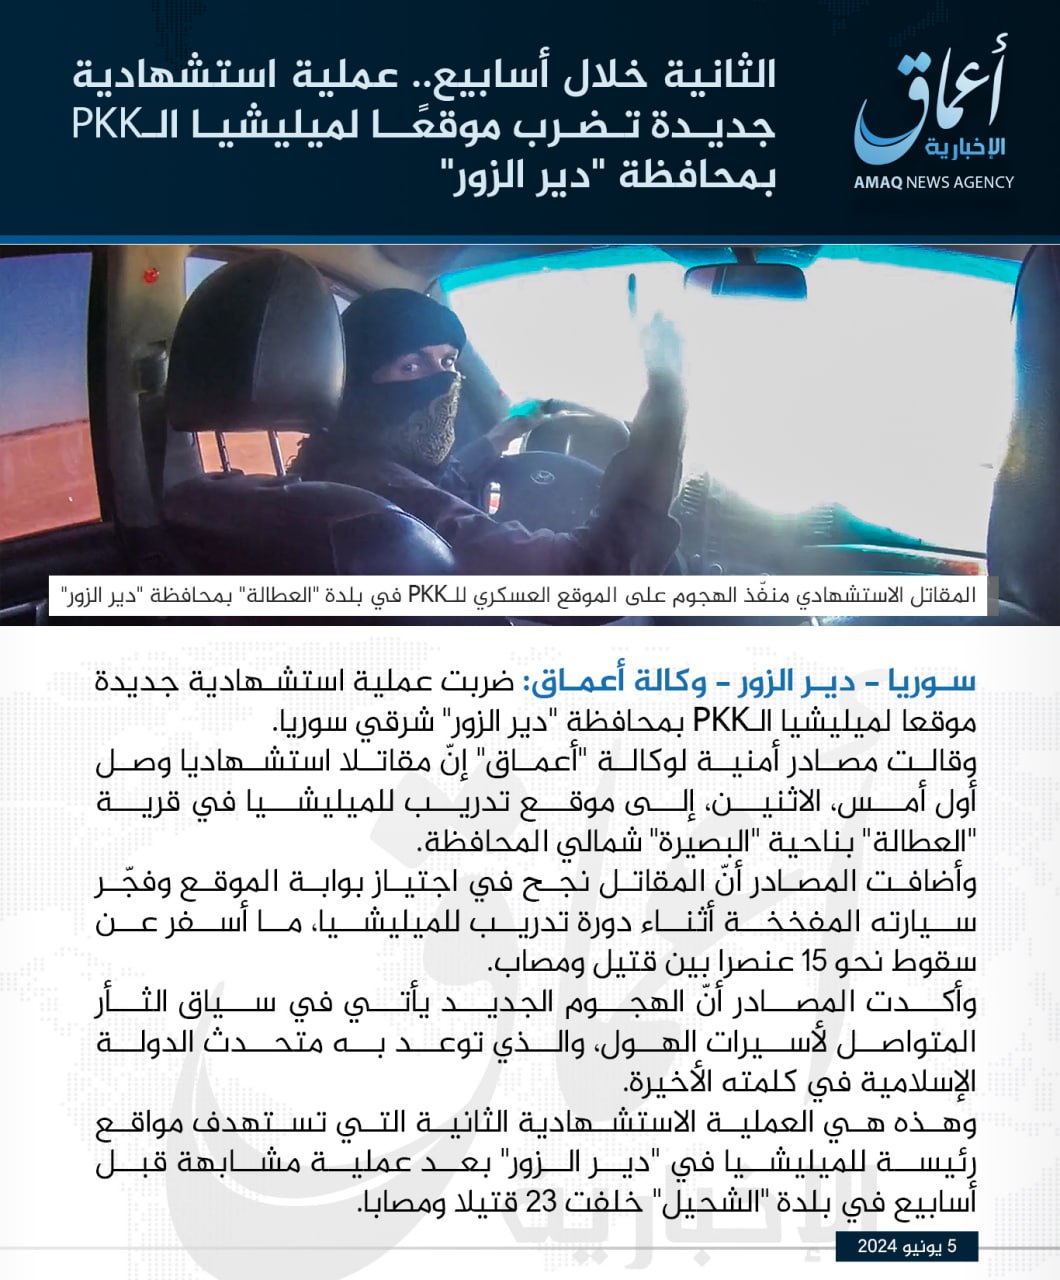 الثانية خلال أسابيع.. عملية استشهادية
جديدة تضرب موقعًا لميليشيا الـPKK
بمحافظة "دير الزور"
أعماق
الإخبارية
AMAQ NEWS AGENCY
المقاتل الاستشهادي منفّذ الهجوم على الموقع العسكري للـPKK في بلدة "العطالة" بمحافظة "دير الزور"
سوريا - دير الزور - وكالة أعماق: ضربت عملية استشهادية جديدة
موقعا لميليشيا الـPKK بمحافظة "دير الزور" شرقي سوريا.
وقالت مصادر أمنية لوكالة "أعماق" إنّ مقاتلا استشهاديا وصل
أول أمس، الاثنين، إلى موقع تدريب للميليشيا في قرية
"العطالة" بناحية "البصيرة" شمالي المحافظة.
وأضافت المصادر أنّ المقاتل نجح في اجتياز بوابة الموقع وفجّر
سيارته المفخخة أثناء دورة تدريب للميليشيا، ما أسفر عن
سقوط نحو 15 عنصرا بين قتيل ومصاب.
وأكدت المصادر أنّ الهجوم الجديد يأتي في سياق الثأر
المتواصل لأسيرات الهول، والذي توعد به متحدث الدولة
الإسلامية في كلمته الأخيرة.
وهذه هي العملية الاستشهادية الثانية التي تستهدف مواقع
رئيسة للميليشيا في "دير الزور" بعد عملية مشابهة قبل
أسابيع في بلدة "الشحيل" خلفت 23 قتيلا ومصابا.
5 يونيو 2024